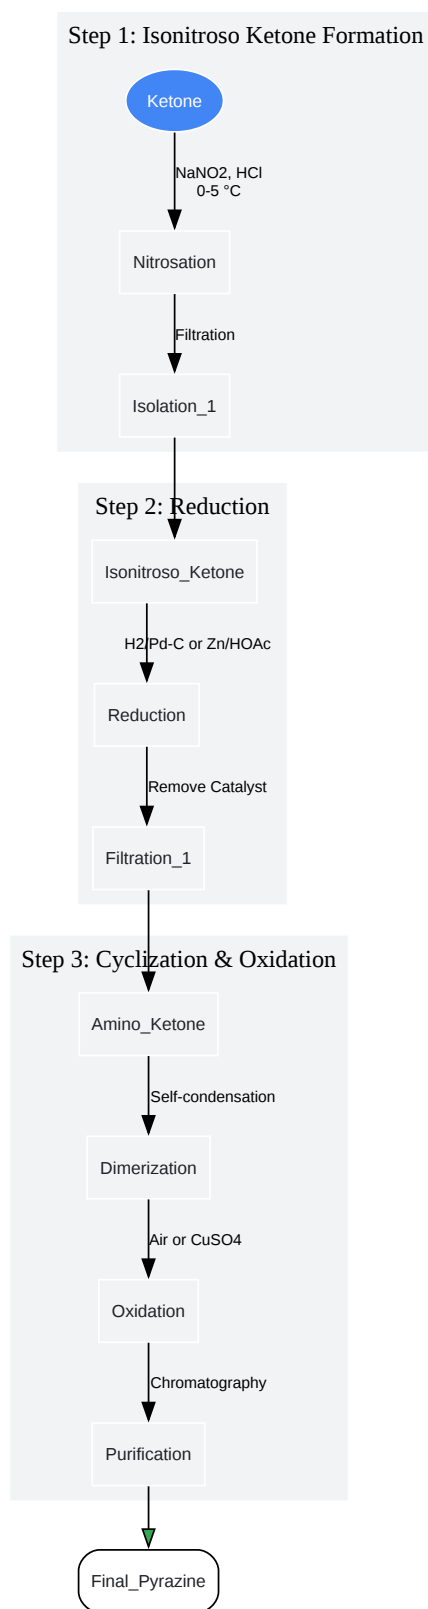 Step 1: Isonitroso Ketone Formation
Ketone
NaNO2, HCl
0-5 °C
Nitrosation
Filtration
Isolation_1
Step 2: Reduction
Isonitroso_Ketone
H2/Pd-C or Zn/HOAc
Reduction
Remove Catalyst
Filtration_1
Step 3: Cyclization & Oxidation
Amino_Ketone
Self-condensation
Dimerization
Air or CuSO4
Oxidation
Chromatography
Purification
Final_Pyrazine